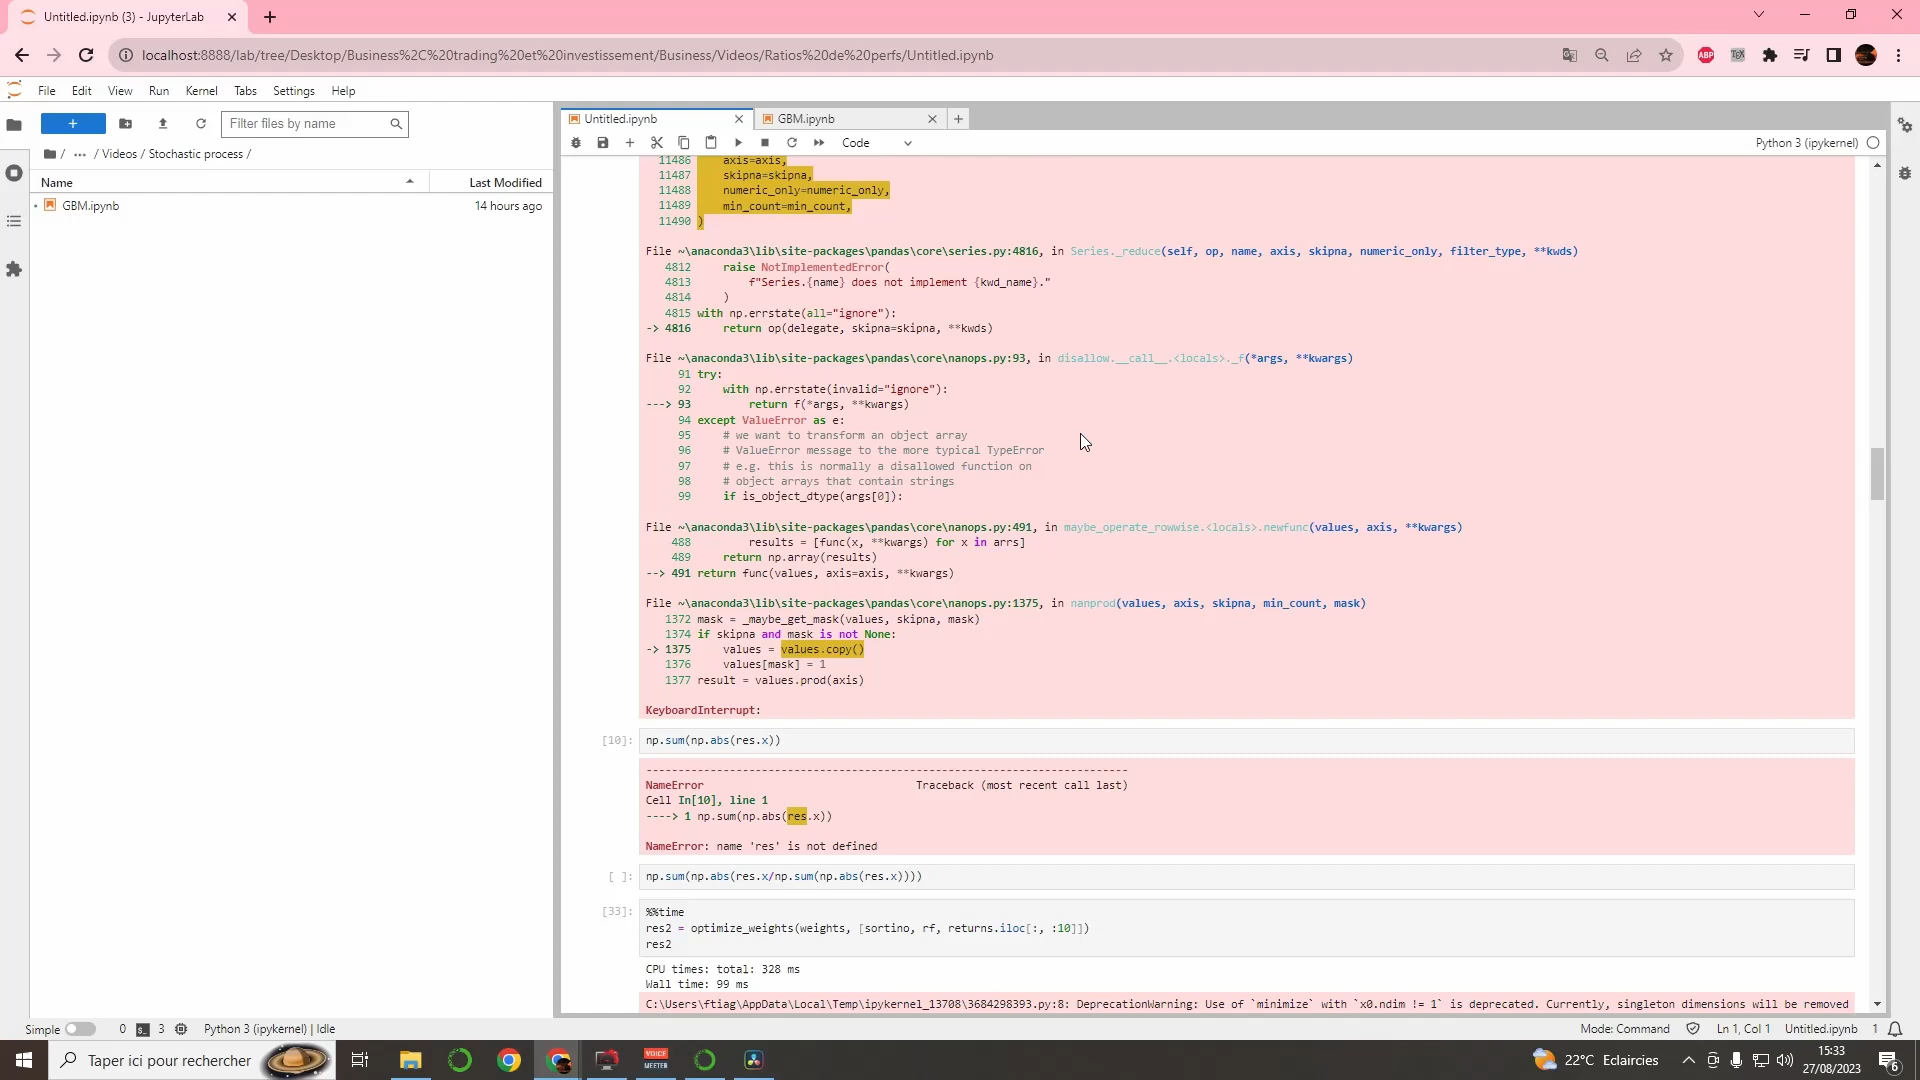 Untitled.ipynb (3) - JupyterLab
localhost:8888/lab/tree/Desktop/Business%2C%20trading%20et%20investissement/Business/Videos/Ratios%20de%20perfs/Untitled.ipynb
ABP
TeX
File Edit View Run Kernel Tabs Settings Help
Filter files by name
/ ... / Videos / Stochastic process /
Name Last Modified
GBM.ipynb 14 hours ago
Untitled.ipynb GBM.ipynb
Code
Python 3 (ipykernel)
11486 axis=axis,
11487 skipna=skipna,
11488 numeric_only=numeric_only,
11489 min_count=min_count,
11490 )
File ~\anaconda3\lib\site-packages\pandas\core\series.py:4816, in Series._reduce(self, op, name, axis, skipna, numeric_only, filter_type, **kwds)
4812 raise NotImplementedError(
4813 f"Series.{name} does not implement {kwd_name}."
4814 )
4815 with np.errstate(all="ignore"):
-> 4816 return op(delegate, skipna=skipna, **kwds)
File ~\anaconda3\lib\site-packages\pandas\core\nanops.py:93, in disallow.__call__.<locals>._f(*args, **kwargs)
91 try:
92 with np.errstate(invalid="ignore"):
---> 93 return f(*args, **kwargs)
94 except ValueError as e:
95 # we want to transform an object array
96 # ValueError message to the more typical TypeError
97 # e.g. this is normally a disallowed function on
98 # object arrays that contain strings
99 if is_object_dtype(args[0]):
File ~\anaconda3\lib\site-packages\pandas\core\nanops.py:491, in maybe_operate_rowwise.<locals>.newfunc(values, axis, **kwargs)
488 results = [func(x, **kwargs) for x in arrs]
489 return np.array(results)
--> 491 return func(values, axis=axis, **kwargs)
File ~\anaconda3\lib\site-packages\pandas\core\nanops.py:1375, in nanprod(values, axis, skipna, min_count, mask)
1372 mask = _maybe_get_mask(values, skipna, mask)
1374 if skipna and mask is not None:
-> 1375 values = values.copy()
1376 values[mask] = 1
1377 result = values.prod(axis)
KeyboardInterrupt:
[10]: np.sum(np.abs(res.x))
---------------------------------------------------------------------------
NameError Traceback (most recent call last)
Cell In[10], line 1
----> 1 np.sum(np.abs(res.x))
NameError: name 'res' is not defined
[ ]: np.sum(np.abs(res.x/np.sum(np.abs(res.x))))
[33]: %%time
res2 = optimize_weights(weights, [sortino, rf, returns.iloc[:, :10]])
res2
CPU times: total: 328 ms
Wall time: 99 ms
C:\Users\ftiag\AppData\Local\Temp\ipykernel_13708\3684298393.py:8: DeprecationWarning: Use of `minimize` with `x0.ndim != 1` is deprecated. Currently, singleton dimensions will be removed
Simple 0 3 Python 3 (ipykernel) | Idle
Mode: Command Ln 1, Col 1 Untitled.ipynb 1
Taper ici pour rechercher
VOICE
MEETER
22°C Eclaircies
15:33
27/08/2023
6